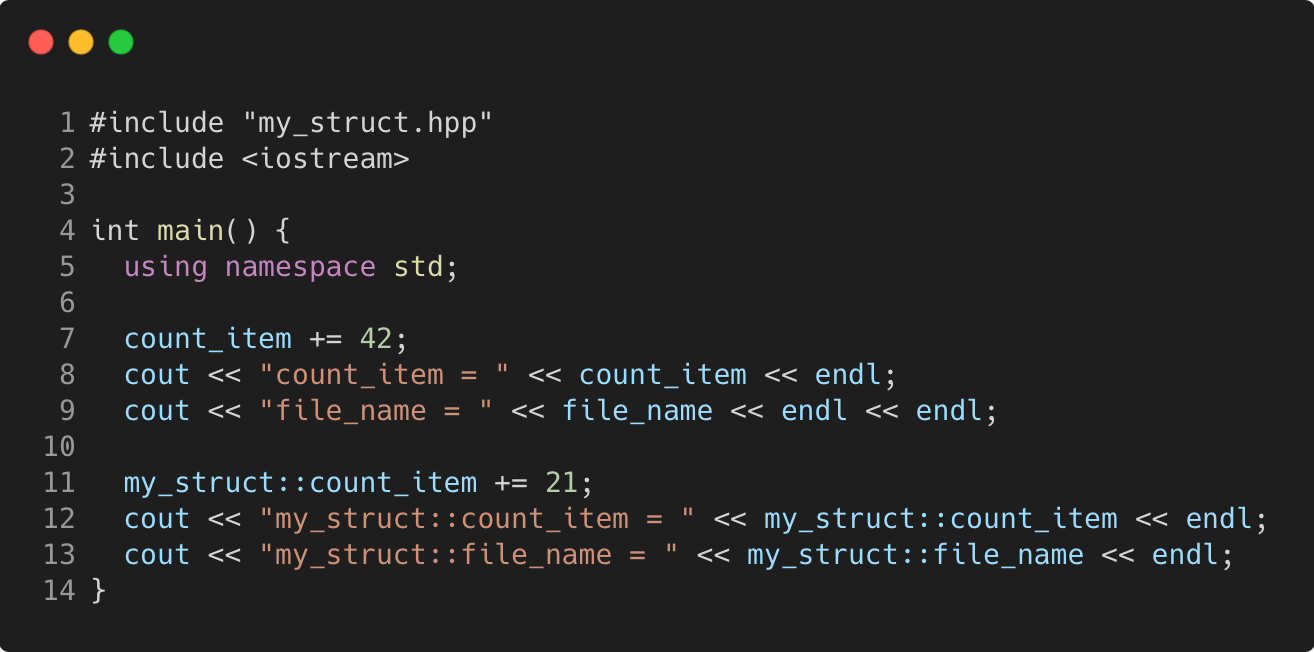 1 #include "my_struct.hpp"
2 #include <iostream>
3
4 int main() {
5   using namespace std;
6
7   count_item += 42;
8   cout << "count_item = " << count_item << endl;
9   cout << "file_name = " << file_name << endl << endl;
10
11   my_struct::count_item += 21;
12   cout << "my_struct::count_item = " << my_struct::count_item << endl;
13   cout << "my_struct::file_name = " << my_struct::file_name << endl;
14 }